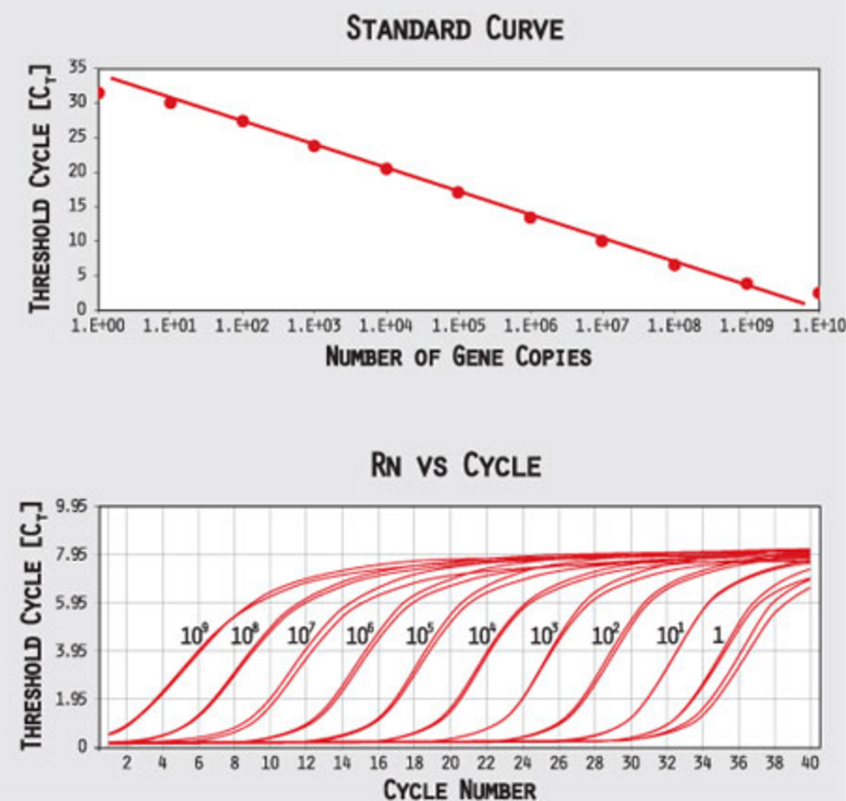 STANDARD CURVE
THRESHOLD CYCLE [CT]
35
30
25
20
15
10
5
0
1.E+00 1.E+01 1.E+02 1.E+03 1.E+04 1.E+05 1.E+06 1.E+07 1.E+08 1.E+09 1.E+10
NUMBER OF GENE COPIES
RN VS CYCLE
THRESHOLD CYCLE [CT]
9.95
7.95
5.95
3.95
1.95
0
10⁹ 10⁸ 10⁷ 10⁶ 10⁵ 10⁴ 10³ 10² 10¹ 1
2 4 6 8 10 12 14 16 18 20 22 24 26 28 30 32 34 36 38 40
CYCLE NUMBER